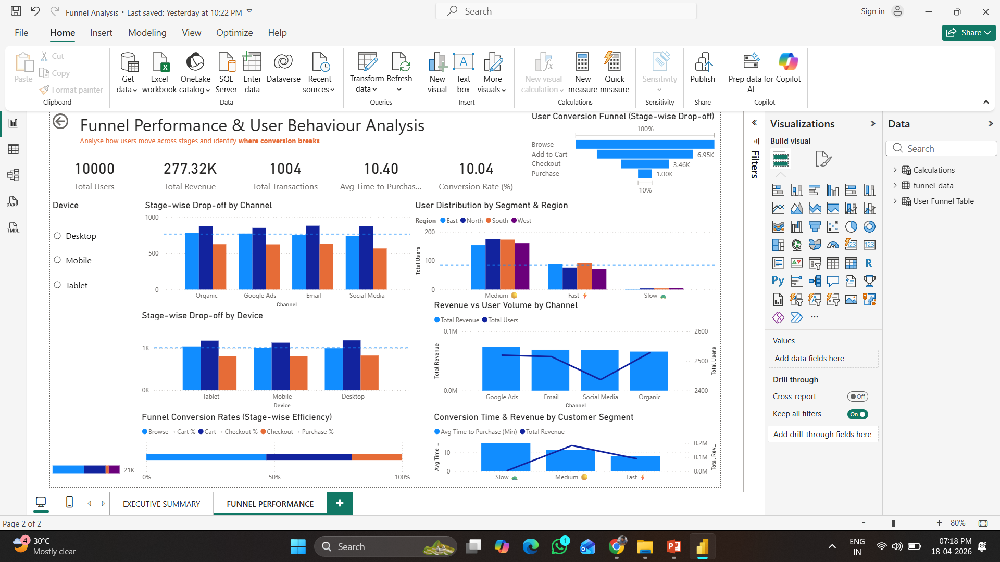 Funnel Analysis • Last saved: Yesterday at 10:22 PM
Search
Sign in
File
Home
Insert
Modeling
View
Optimize
Help
Share
Paste
Cut
Copy
Format painter
Clipboard
Get data
Excel workbook
OneLake catalog
SQL Server
Enter data
Dataverse
Recent sources
Data
Transform data
Refresh
Queries
New visual
Text box
More visuals
Insert
New visual calculation
New measure
Quick measure
Calculations
Sensitivity
Sensitivity
Publish
Share
Prep data for AI
Copilot
Copilot
DAX
TMDL
Funnel Performance & User Behaviour Analysis
Analyse how users move across stages and identify where conversion breaks
10000
Total Users
277.32K
Total Revenue
1004
Total Transactions
10.40
Avg Time to Purchas...
10.04
Conversion Rate (%)
User Conversion Funnel (Stage-wise Drop-off)
100%
Browse
Add to Cart 6.95K
Checkout 3.46K
Purchase 1.00K
10%
Device
Desktop
Mobile
Tablet
21K
Stage-wise Drop-off by Channel
1000
500
0
Organic Google Ads Email Social Media
Channel
User Distribution by Segment & Region
Region East North South West
Total Users
200
100
0
Medium Fast Slow
Stage-wise Drop-off by Device
1K
0K
Tablet Mobile Desktop
Device
Revenue vs User Volume by Channel
Total Revenue Total Users
0.1M
0.0M
Total Revenue
2600
2500
2400
Total Users
Google Ads Email Social Media Organic
Channel
Funnel Conversion Rates (Stage-wise Efficiency)
Browse → Cart % Cart → Checkout % Checkout → Purchase %
0% 50% 100%
Conversion Time & Revenue by Customer Segment
Avg Time to Purchase (Min) Total Revenue
Avg Time ...
10
0
0.2M
0.1M
0.0M
Total Rev...
Slow Medium Fast
Filters
Visualizations
Build visual
123
123
R
Py
Values
Add data fields here
Drill through
Cross-report Off
Keep all filters On
Add drill-through fields here
Data
Search
Calculations
funnel_data
User Funnel Table
EXECUTIVE SUMMARY
FUNNEL PERFORMANCE
+
Page 2 of 2
- + 80%
4
30°C
Mostly clear
Search
1
ENG
IN
07:18 PM
18-04-2026